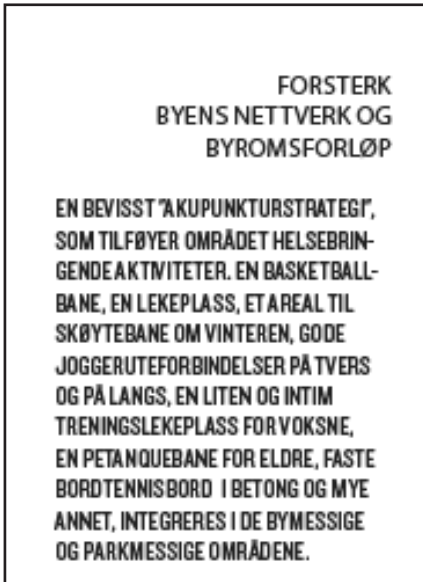 FORSTERK
BYENS NETTVERK OG
BYROMSFORLØP
EN BEVISST "AKUPUNKTURSTRATEGI",
SOM TILFØYER OMRÅDET HELSEBRIN-
GENDE AKTIVITETER. EN BASKETBALL-
BANE, EN LEKEPLASS, ET AREAL TIL
SKØYTEBANE OM VINTEREN, GODE
JOGGERUTEFORBINDELSER PÅ TVERS
OG PÅ LANGS, EN LITEN OG INTIM
TRENINGSLEKEPLASS FOR VOKSNE,
EN PETANQUEBANE FOR ELDRE, FASTE
BORDTENNISBORD I BETONG OG MYE
ANNET, INTEGRERES I DE BYMESSIGE
OG PARKMESSIGE OMRÅDENE.